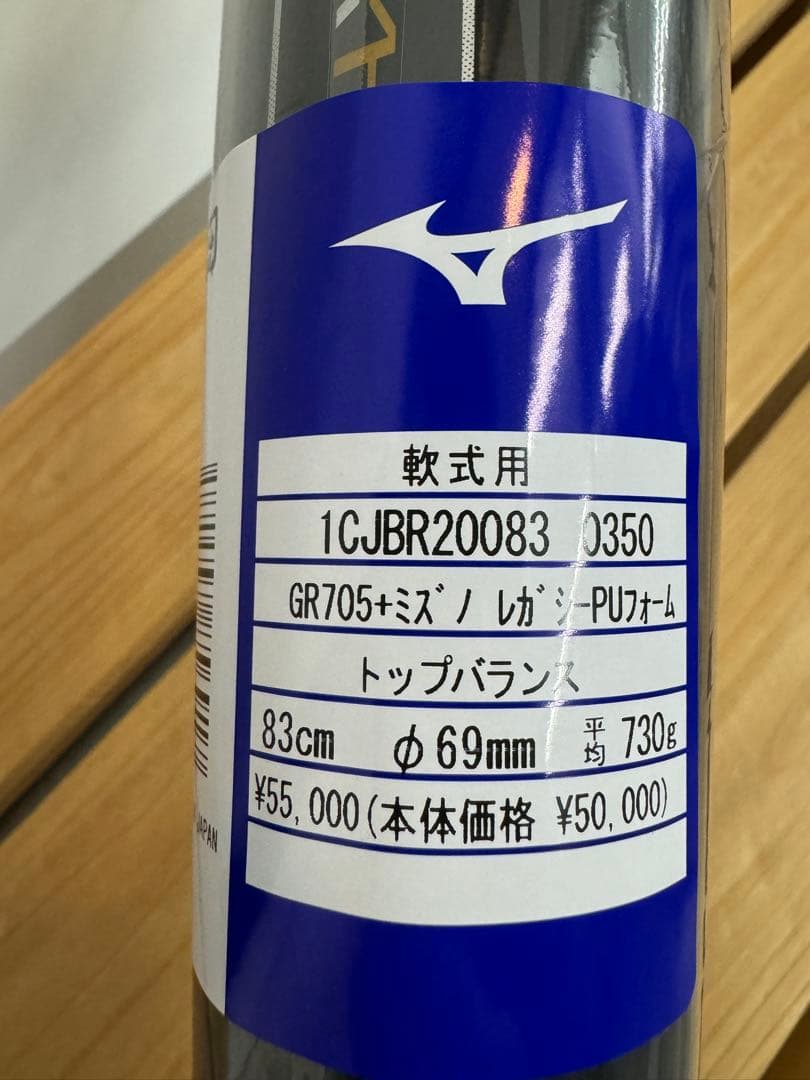 軟式用
1CJBR20083 0350
GR705+ミズノ レガシーPUフォーム
トップバランス
83cm φ69mm 平均 730g
¥55,000(本体価格 ¥50,000)
JAPAN